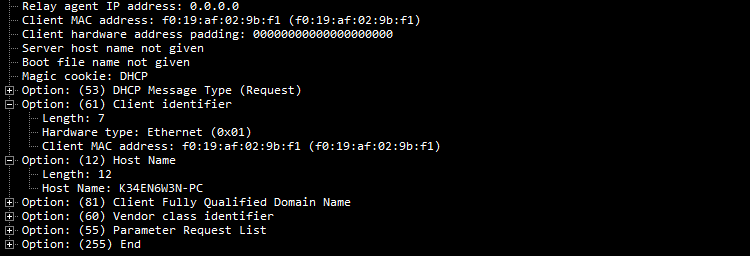 Relay agent IP address: 0.0.0.0
Client MAC address: f0:19:af:02:9b:f1 (f0:19:af:02:9b:f1)
Client hardware address padding: 00000000000000000000
Server host name not given
Boot file name not given
Magic cookie: DHCP
Option: (53) DHCP Message Type (Request)
Option: (61) Client identifier
Length: 7
Hardware type: Ethernet (0x01)
Client MAC address: f0:19:af:02:9b:f1 (f0:19:af:02:9b:f1)
Option: (12) Host Name
Length: 12
Host Name: K34EN6W3N-PC
Option: (81) Client Fully Qualified Domain Name
Option: (60) Vendor class identifier
Option: (55) Parameter Request List
Option: (255) End